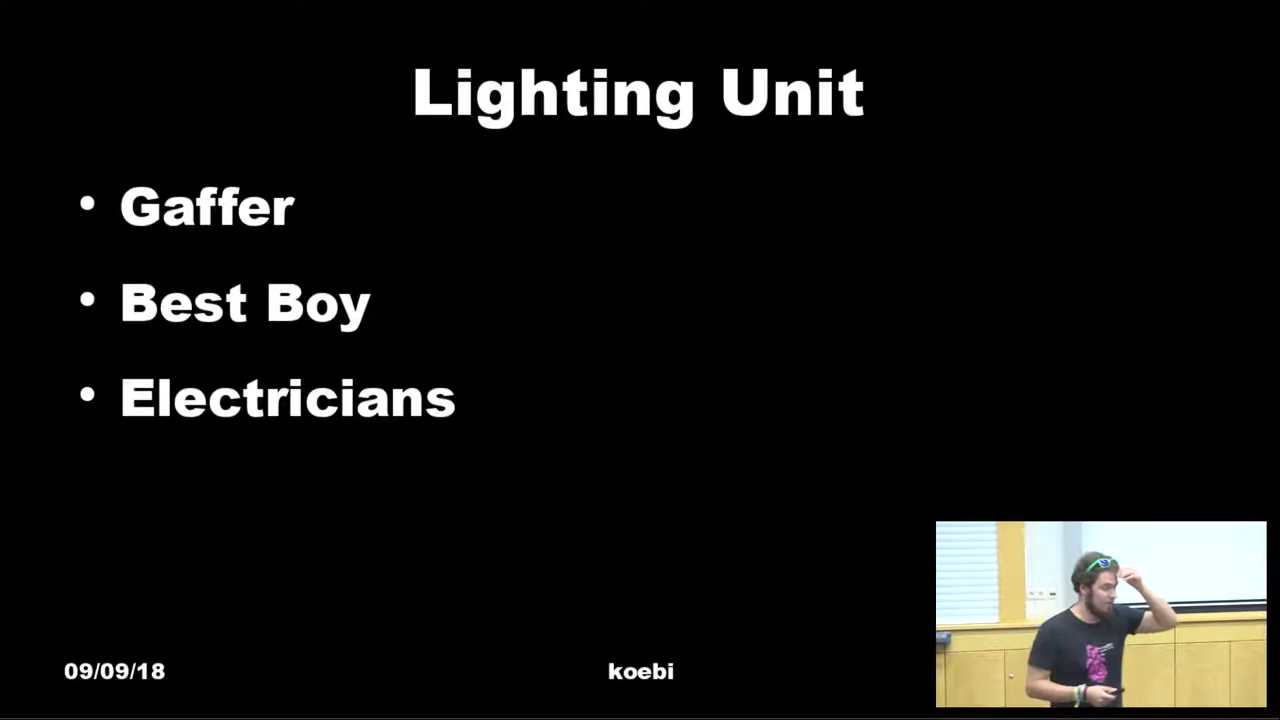 Lighting Unit
• Gaffer
• Best Boy
• Electricians
09/09/18
koebi